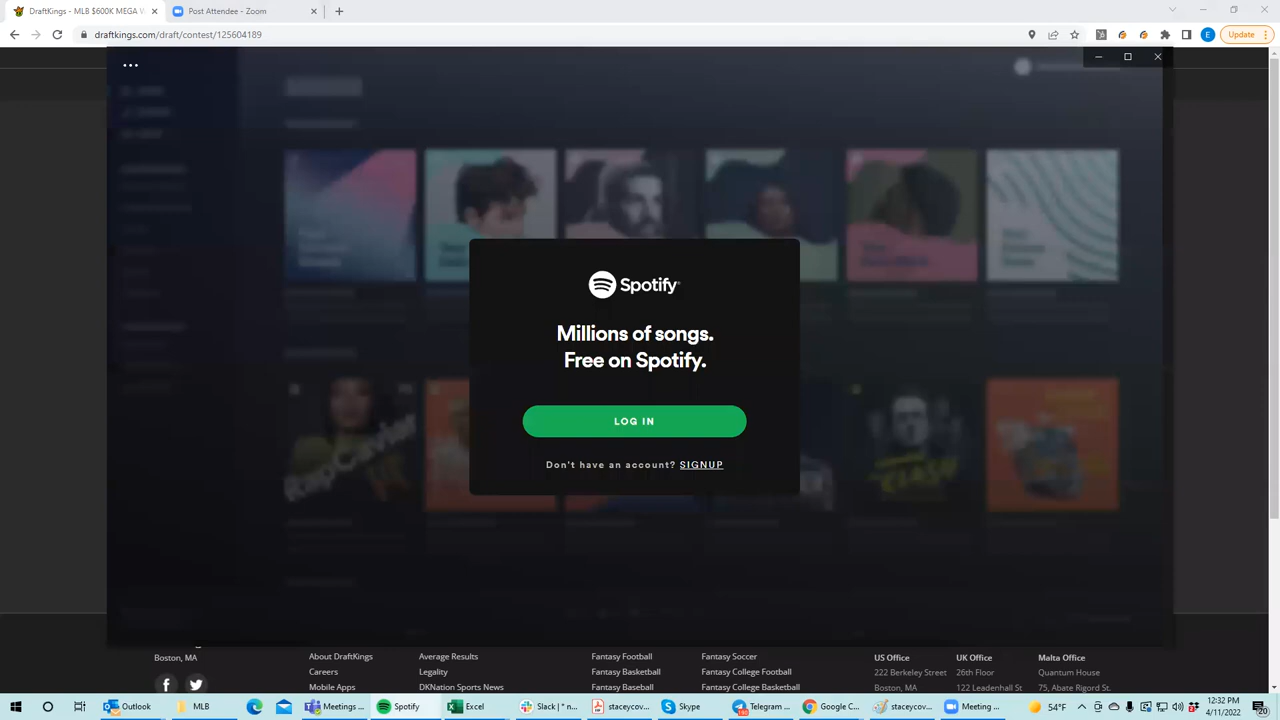 DraftKings - MLB $600K MEGA
Post Attendee - Zoom
draftkings.com/draft/contest/125604189
E
Update
Spotify
Millions of songs.
Free on Spotify.
LOG IN
Don't have an account? SIGNUP
Boston, MA
About DraftKings
Average Results
Fantasy Football
Fantasy Soccer
US Office
UK Office
Malta Office
Careers
Legality
Fantasy Basketball
Fantasy College Football
222 Berkeley Street
26th Floor
Quantum House
Mobile Apps
DKNation Sports News
Fantasy Baseball
Fantasy College Basketball
Boston, MA
122 Leadenhall St
75, Abate Rigord St.
Outlook
MLB
Meetings ...
Spotify
Excel
Slack | * n...
staceycov...
Skype
Telegram ...
Google C...
staceycov...
Meeting ...
54°F
12:32 PM
4/11/2022
20